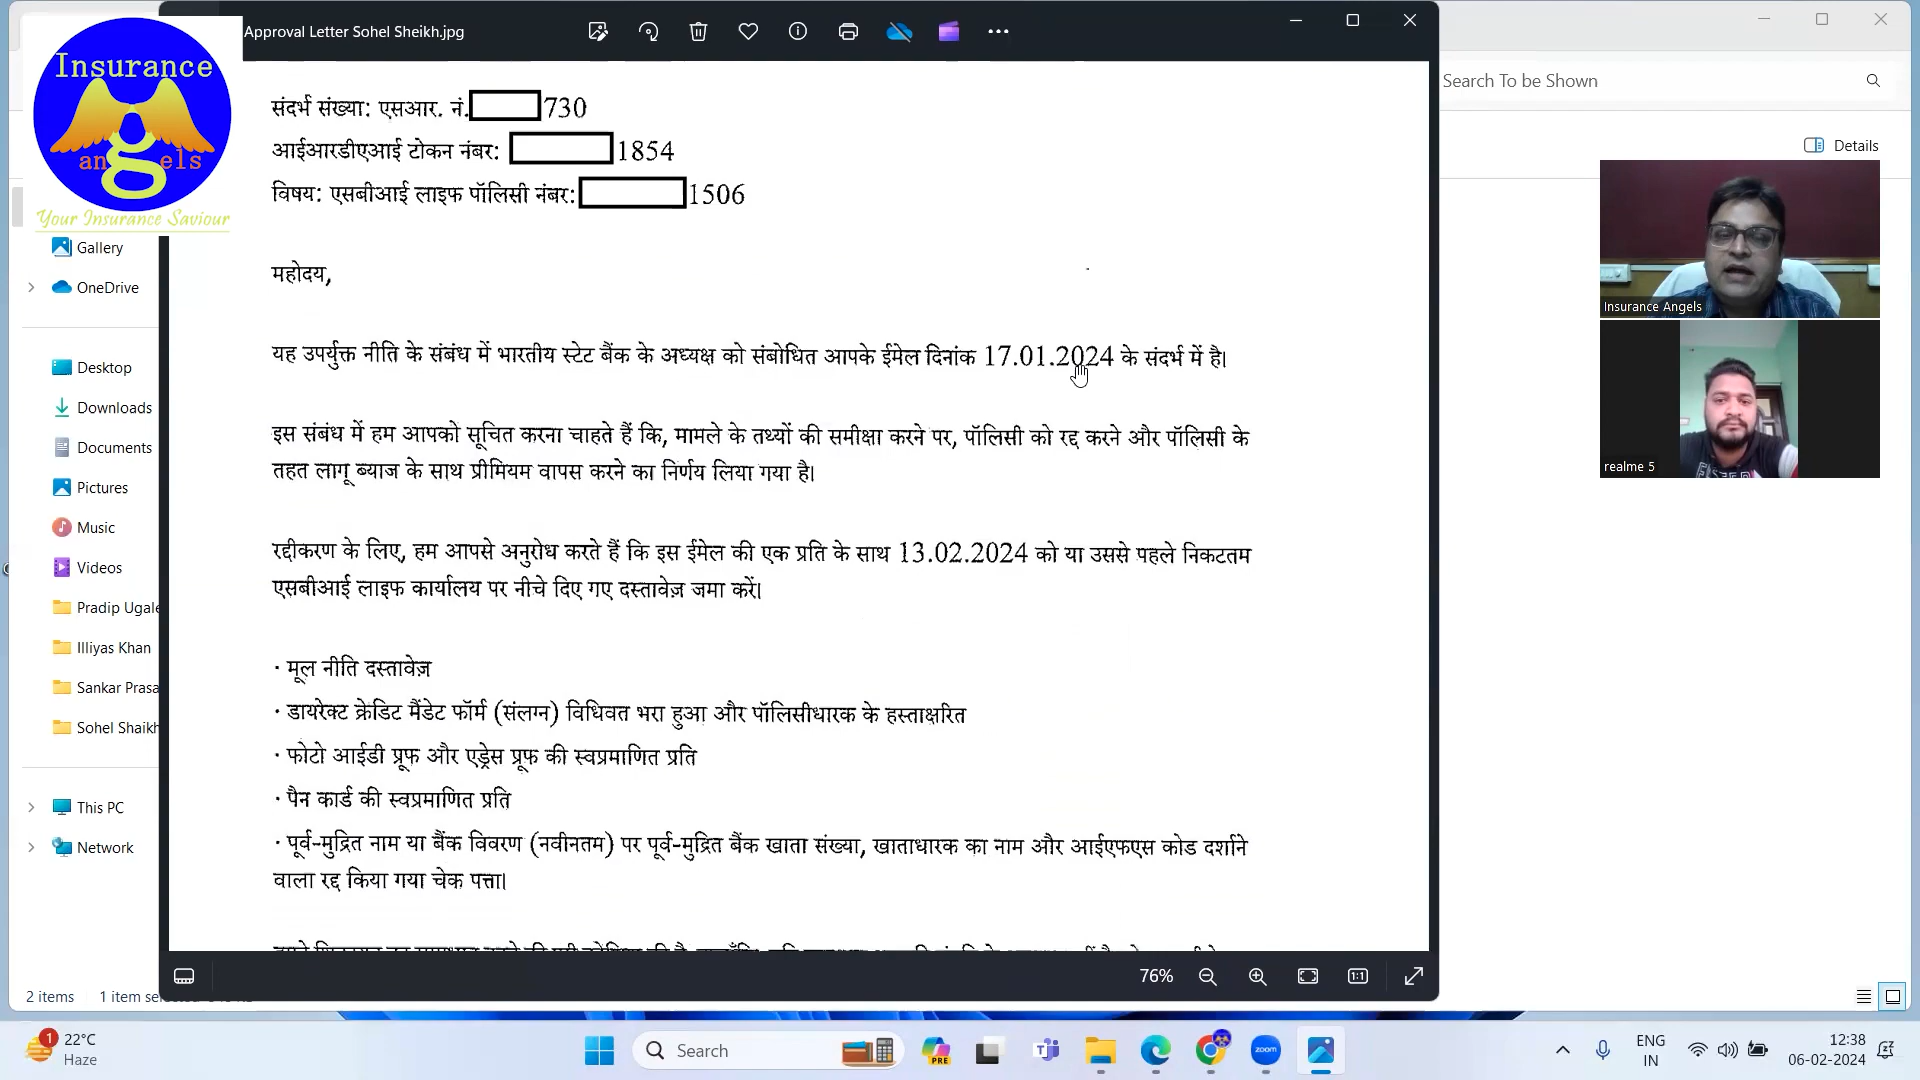 Insurance
angels
Your Insurance Saviour
Approval Letter Sohel Sheikh.jpg
Search To be Shown
Details
संदर्भ संख्या: एसआर. नं. 730
आईआरडीएआई टोकन नंबर: 1854
विषय: एसबीआई लाइफ पॉलिसी नंबर: 1506
महोदय,
यह उपर्युक्त नीति के संबंध में भारतीय स्टेट बैंक के अध्यक्ष को संबोधित आपके ईमेल दिनांक 17.01.2024 के संदर्भ में है।
इस संबंध में हम आपको सूचित करना चाहते हैं कि, मामले के तथ्यों की समीक्षा करने पर, पॉलिसी को रद्द करने और पॉलिसी के
तहत लागू ब्याज के साथ प्रीमियम वापस करने का निर्णय लिया गया है।
रद्दीकरण के लिए, हम आपसे अनुरोध करते हैं कि इस ईमेल की एक प्रति के साथ 13.02.2024 को या उससे पहले निकटतम
एसबीआई लाइफ कार्यालय पर नीचे दिए गए दस्तावेज़ जमा करें।
· मूल नीति दस्तावेज़
· डायरेक्ट क्रेडिट मैंडेट फॉर्म (संलग्न) विधिवत भरा हुआ और पॉलिसीधारक के हस्ताक्षरित
· फोटो आईडी प्रूफ और एड्रेस प्रूफ की स्वप्रमाणित प्रति
· पैन कार्ड की स्वप्रमाणित प्रति
· पूर्व-मुद्रित नाम या बैंक विवरण (नवीनतम) पर पूर्व-मुद्रित बैंक खाता संख्या, खाताधारक का नाम और आईएफएस कोड दर्शाने
वाला रद्द किया गया चेक पत्ता।
Gallery
OneDrive
Desktop
Downloads
Documents
Pictures
Music
Videos
Pradip Ugale
Illiyas Khan
Sankar Prasa
Sohel Shaikh
This PC
Network
Insurance Angels
realme 5
76%
2 items 1 item
22°C
Haze
1
Search
PRE
zoom
ENG
IN
12:38
06-02-2024